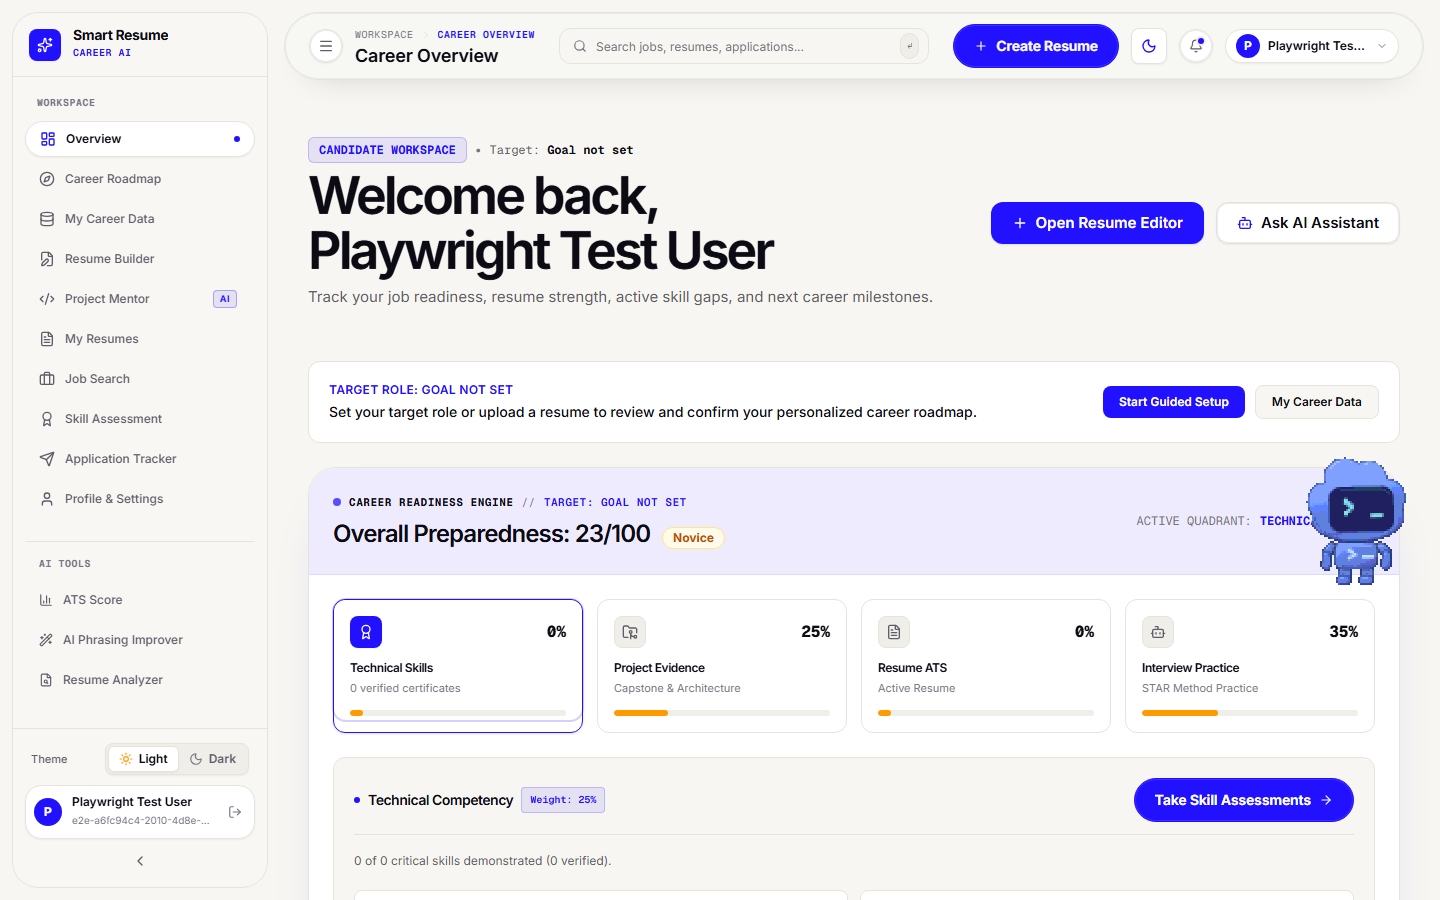 Smart Resume
CAREER AI
WORKSPACE
Overview
Career Roadmap
My Career Data
Resume Builder
Project Mentor AI
My Resumes
Job Search
Skill Assessment
Application Tracker
Profile & Settings
AI TOOLS
ATS Score
AI Phrasing Improver
Resume Analyzer
Theme Light Dark
P Playwright Test User
e2e-a6fc94c4-2010-4d8e-...
WORKSPACE > CAREER OVERVIEW
Career Overview
Search jobs, resumes, applications...
+ Create Resume
P Playwright Tes...
CANDIDATE WORKSPACE • Target: Goal not set
Welcome back,
Playwright Test User
Track your job readiness, resume strength, active skill gaps, and next career milestones.
+ Open Resume Editor
Ask AI Assistant
TARGET ROLE: GOAL NOT SET
Set your target role or upload a resume to review and confirm your personalized career roadmap.
Start Guided Setup
My Career Data
CAREER READINESS ENGINE // TARGET: GOAL NOT SET
Overall Preparedness: 23/100 Novice
ACTIVE QUADRANT:
0%
Technical Skills
0 verified certificates
25%
Project Evidence
Capstone & Architecture
0%
Resume ATS
Active Resume
35%
Interview Practice
STAR Method Practice
Technical Competency Weight: 25%
Take Skill Assessments →
0 of 0 critical skills demonstrated (0 verified).